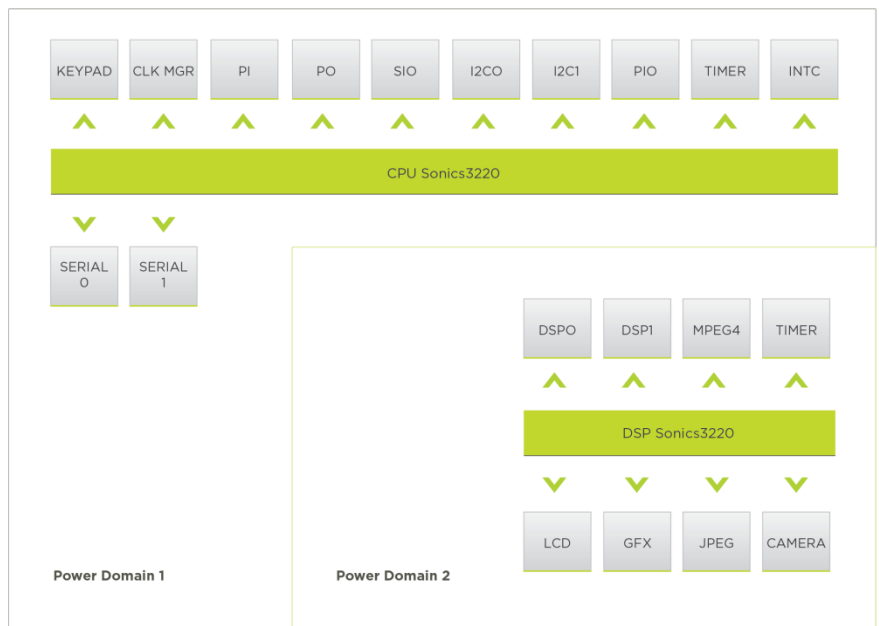 KEYPAD
CLK MGR
PI
PO
SIO
I2CO
I2C1
PIO
TIMER
INTC
CPU Sonics3220
SERIAL
0
SERIAL
1
DSPO
DSP1
MPEG4
TIMER
DSP Sonics3220
LCD
GFX
JPEG
CAMERA
Power Domain 1
Power Domain 2